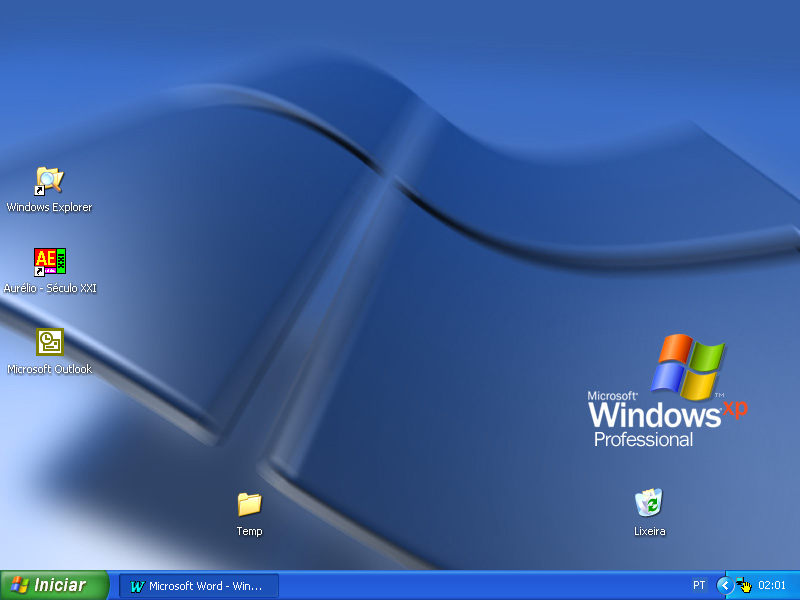 Windows Explorer
AE
Aurélio - Século XXI
Microsoft Outlook
Microsoft®
Windows xp
TM
Professional
Temp
Lixeira
Iniciar
W Microsoft Word - Win...
PT
02:01